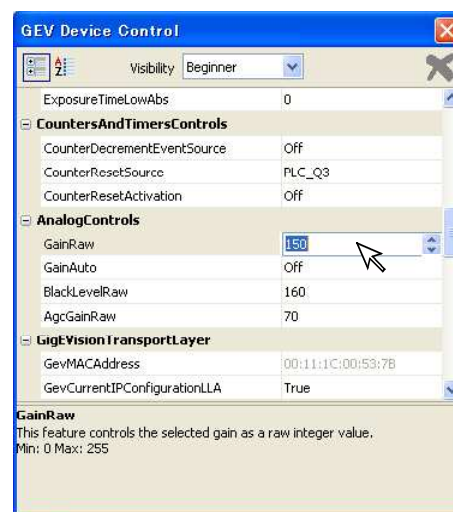 GEV Device Control
Visibility Beginner
ExposureTimeLowAbs 0
CountersAndTimersControls
CounterDecrementEventSource Off
CounterResetSource PLC_Q3
CounterResetActivation Off
AnalogControls
GainRaw 150
GainAuto Off
BlackLevelRaw 160
AgcGainRaw 70
GigEVisionTransportLayer
GevMACAddress 00:11:1C:00:53:7B
GevCurrentIPConfigurationLLA True
GainRaw
This feature controls the selected gain as a raw integer value.
Min: 0 Max: 255